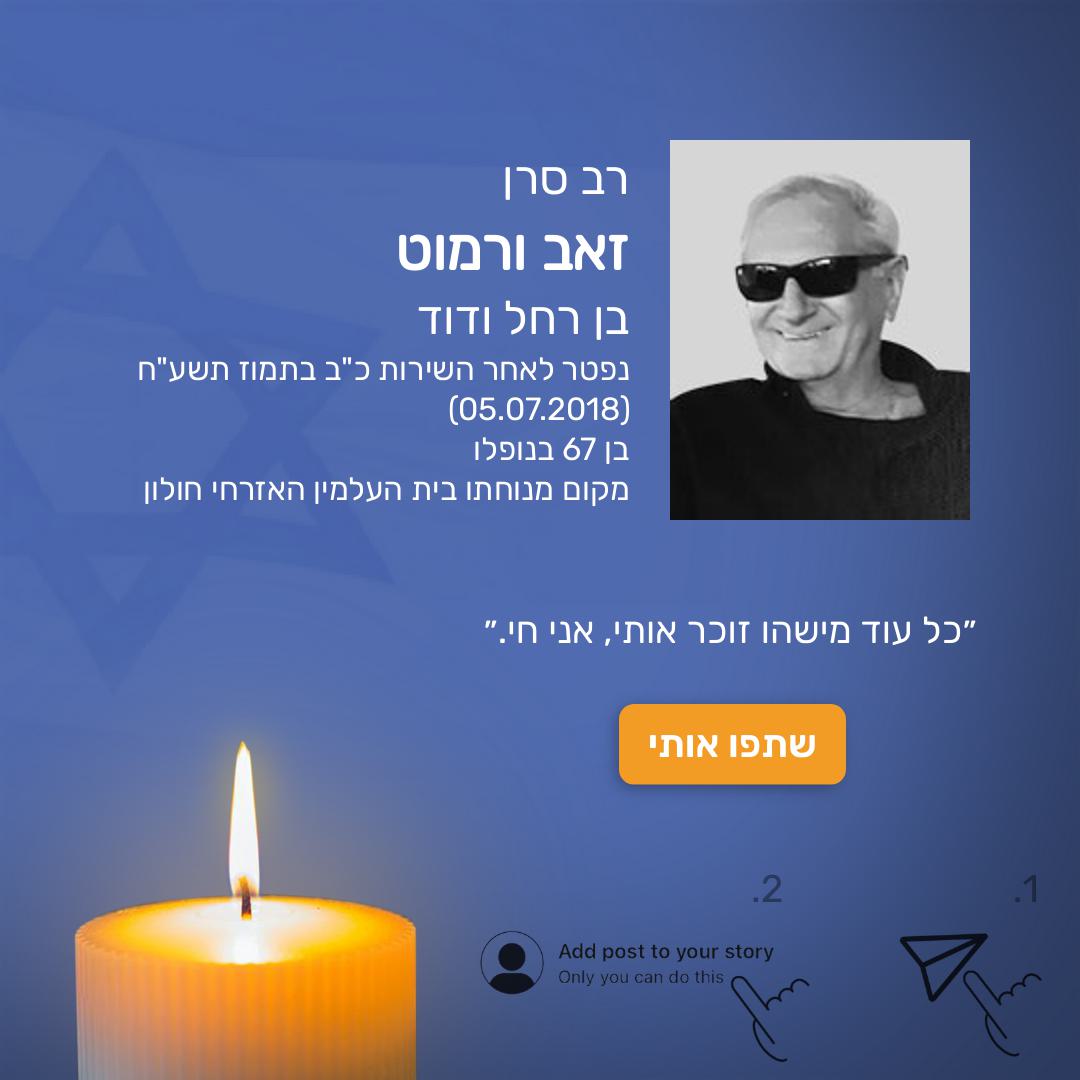 רב סרן
זאב ורמוט
בן רחל ודוד
נפטר לאחר השירות כ"ב בתמוז תשע"ח
(05.07.2018)
בן 67 בנופלו
מקום מנוחתו בית העלמין האזרחי חולון
״כל עוד מישהו זוכר אותי, אני חי.״
שתפו אותי
1.
2.
Add post to your story
Only you can do this